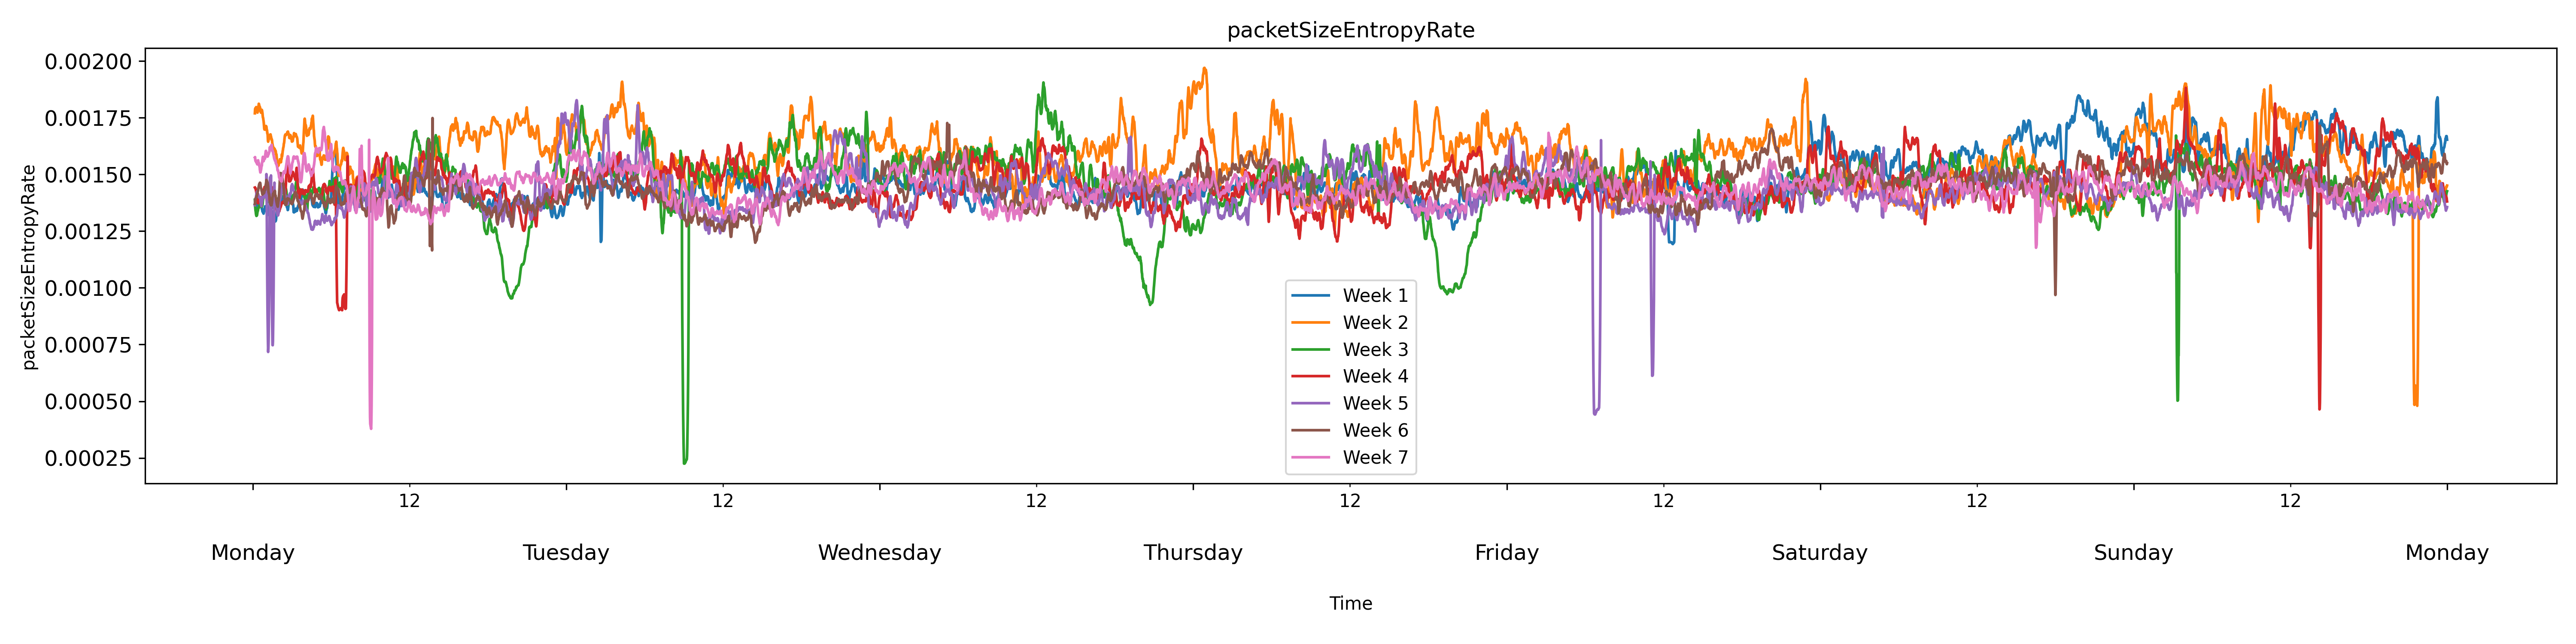 packetSizeEntropyRate
packetSizeEntropyRate
0.00200
0.00175
0.00150
0.00125
0.00100
0.00075
0.00050
0.00025
Week 1
Week 2
Week 3
Week 4
Week 5
Week 6
Week 7
12 12 12 12 12 12 12
Monday Tuesday Wednesday Thursday Friday Saturday Sunday Monday
Time